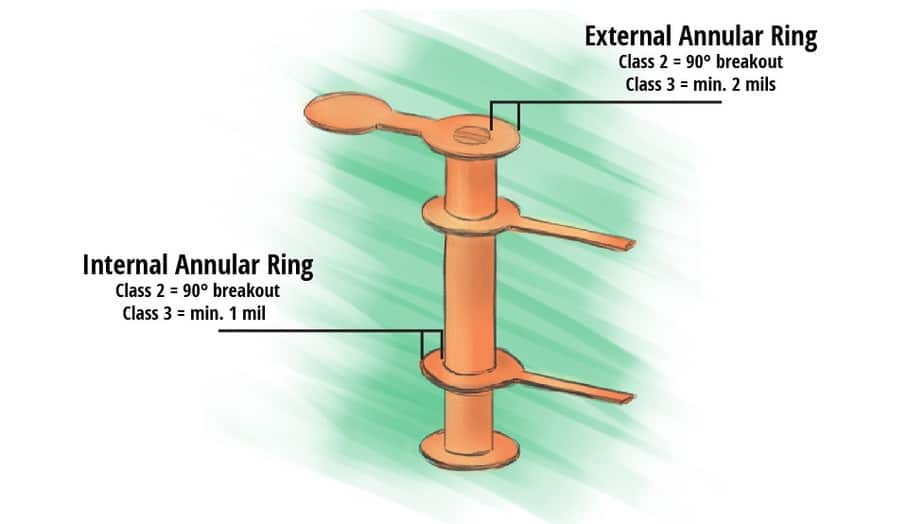 External Annular Ring
Class 2 = 90° breakout
Class 3 = min. 2 mils
Internal Annular Ring
Class 2 = 90° breakout
Class 3 = min. 1 mil